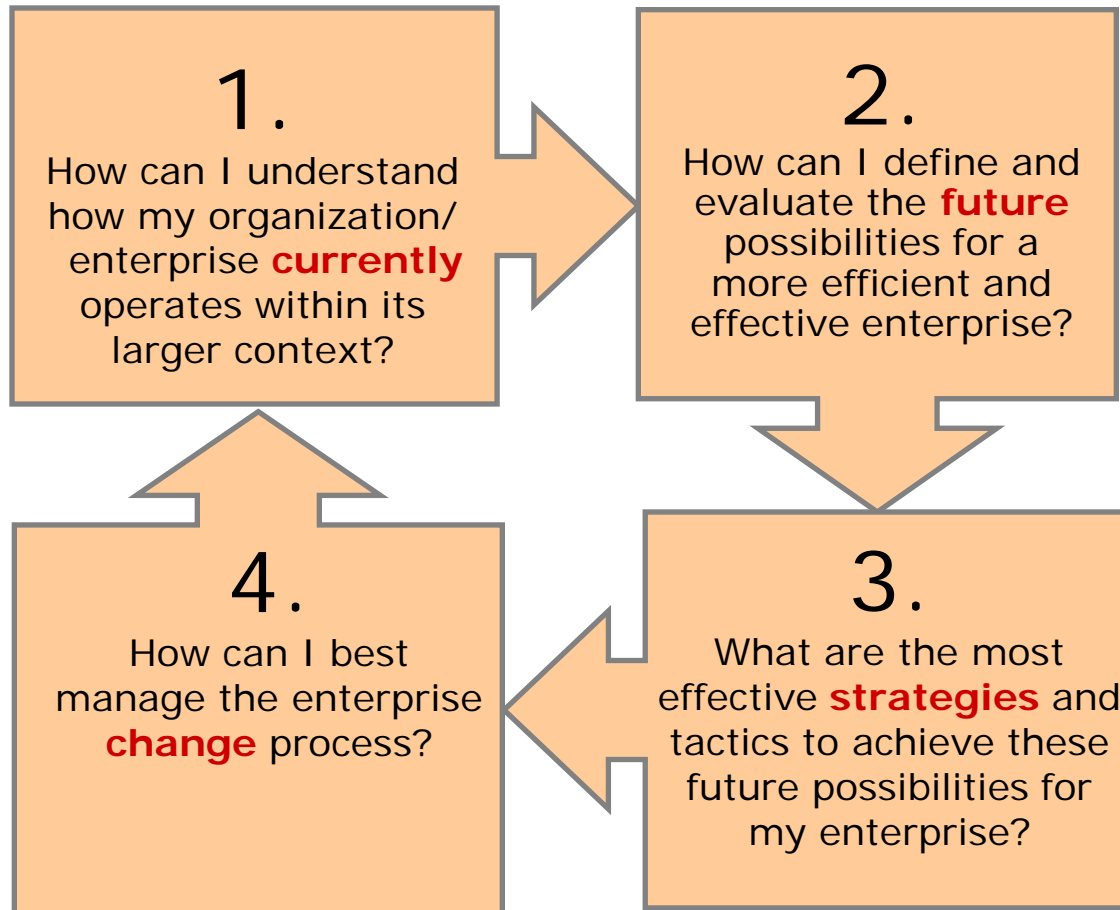 1.
How can I understand
how my organization/
enterprise currently
operates within its
larger context?
2.
How can I define and
evaluate the future
possibilities for a
more efficient and
effective enterprise?
3.
What are the most
effective strategies and
tactics to achieve these
future possibilities for
my enterprise?
4.
How can I best
manage the enterprise
change process?